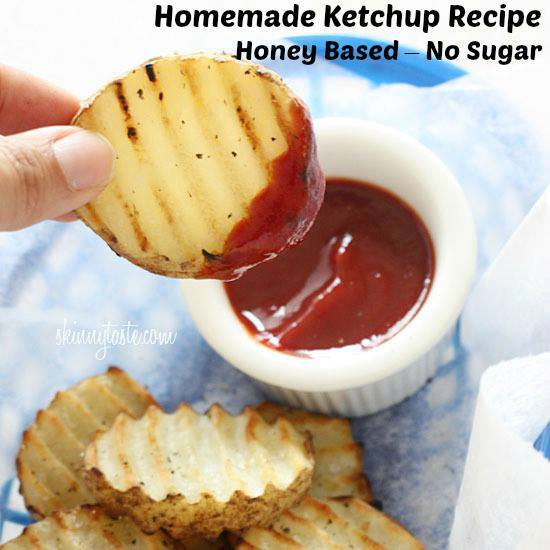 Homemade Ketchup Recipe
Honey Based – No Sugar
skinnytaste.com